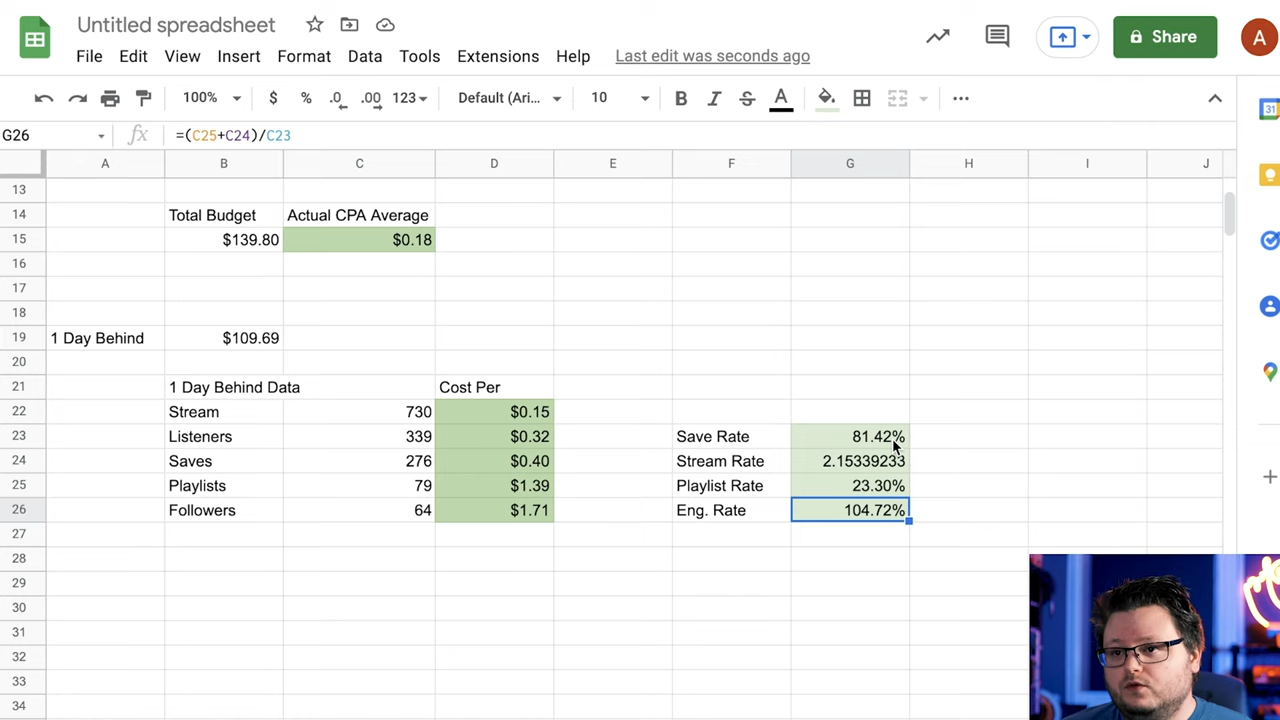 Untitled spreadsheet
File Edit View Insert Format Data Tools Extensions Help Last edit was seconds ago
Share
A
100% $ % .0 .00 123 Default (Ari... 10 B I S A
G26 fx =(C25+C24)/C23
A B C D E F G H I J
13
14 Total Budget Actual CPA Average
15 $139.80 $0.18
16
17
18
19 1 Day Behind $109.69
20
21 1 Day Behind Data Cost Per
22 Stream 730 $0.15
23 Listeners 339 $0.32 Save Rate 81.42%
24 Saves 276 $0.40 Stream Rate 2.15339233
25 Playlists 79 $1.39 Playlist Rate 23.30%
26 Followers 64 $1.71 Eng. Rate 104.72%
27
28
29
30
31
32
33
34
31